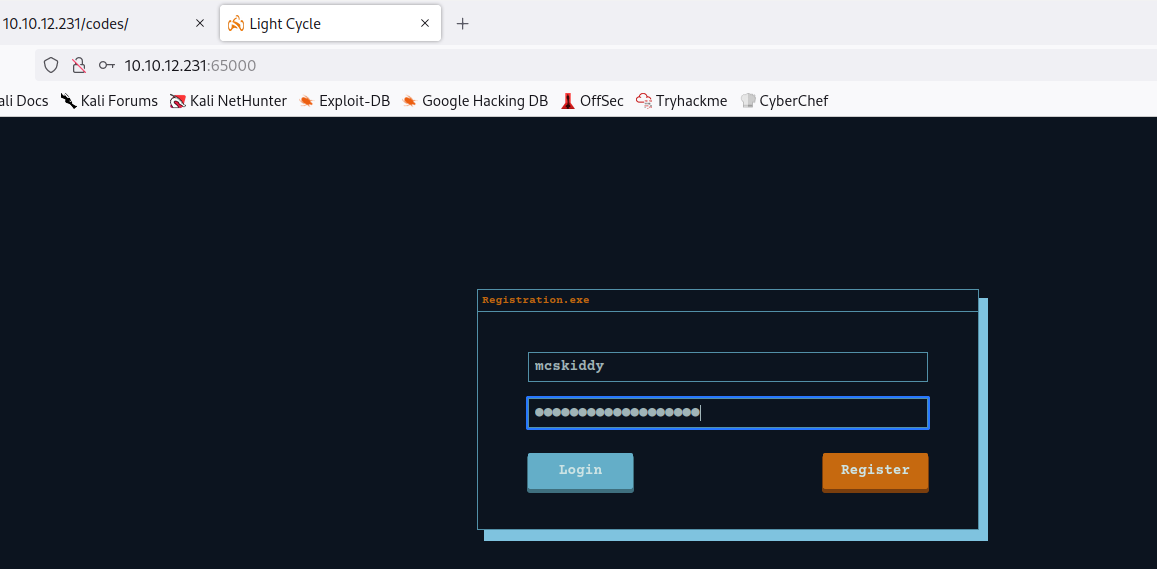 10.10.12.231/codes/
Light Cycle
10.10.12.231:65000
ali Docs Kali Forums Kali NetHunter Exploit-DB Google Hacking DB OffSec Tryhackme CyberChef
Registration.exe
mcskiddy
Login Register